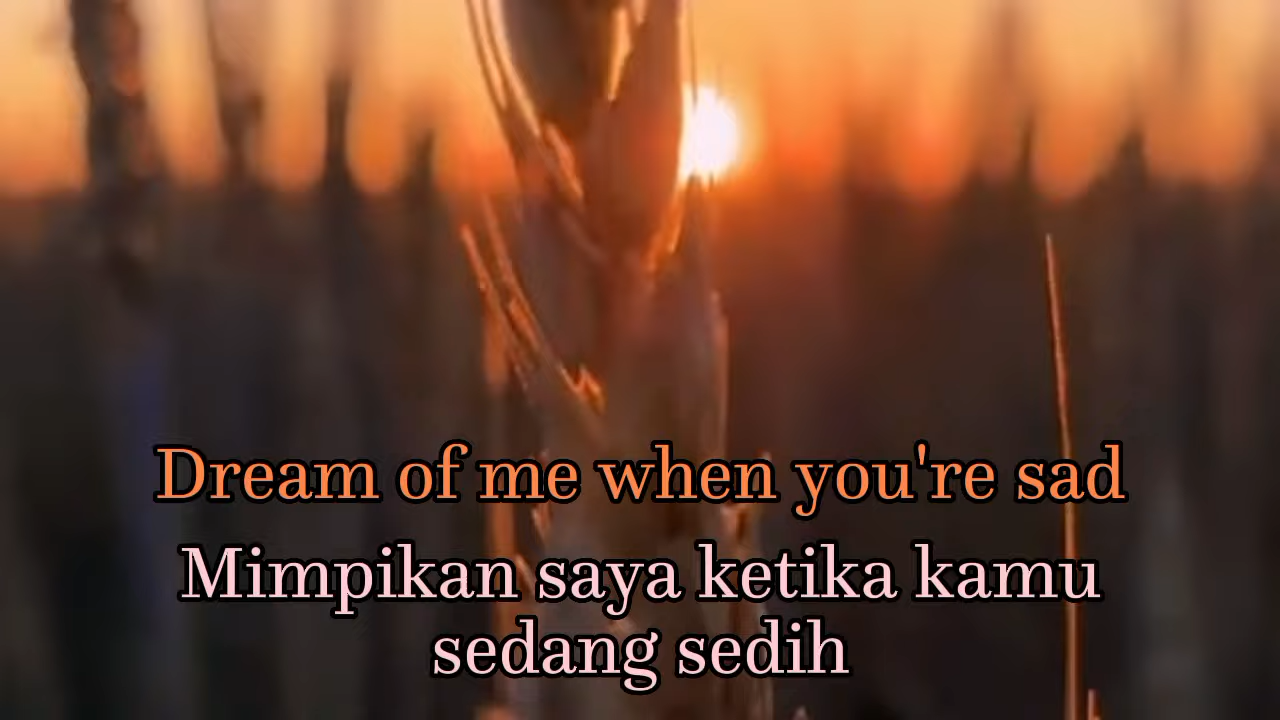 Dream of me when you're sad
Mimpikan saya ketika kamu
sedang sedih